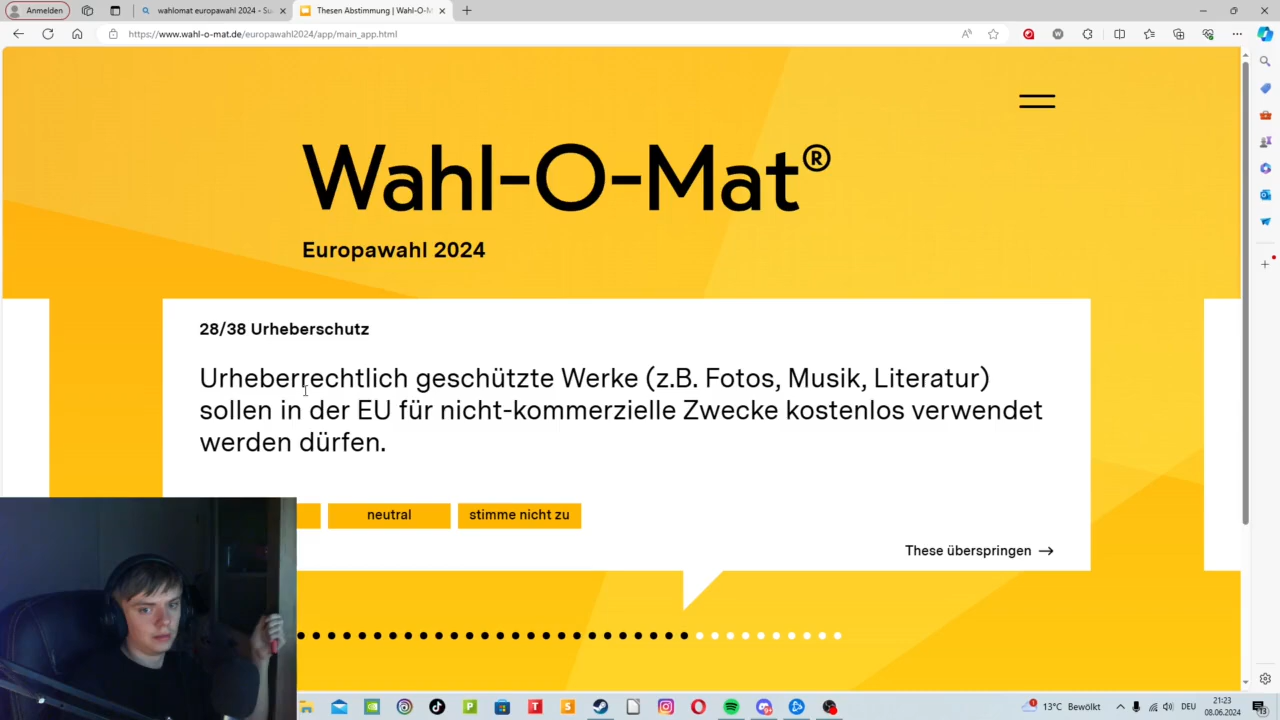 Anmelden
wahlomat europawahl 2024 - Su
Thesen Abstimmung | Wahl-O-M
https://www.wahl-o-mat.de/europawahl2024/app/main_app.html
Wahl-O-Mat®
Europawahl 2024
28/38 Urheberschutz
Urheberrechtlich geschützte Werke (z.B. Fotos, Musik, Literatur)
sollen in der EU für nicht-kommerzielle Zwecke kostenlos verwendet
werden dürfen.
neutral
stimme nicht zu
These überspringen →
13°C Bewölkt
DEU
21:23
08.06.2024